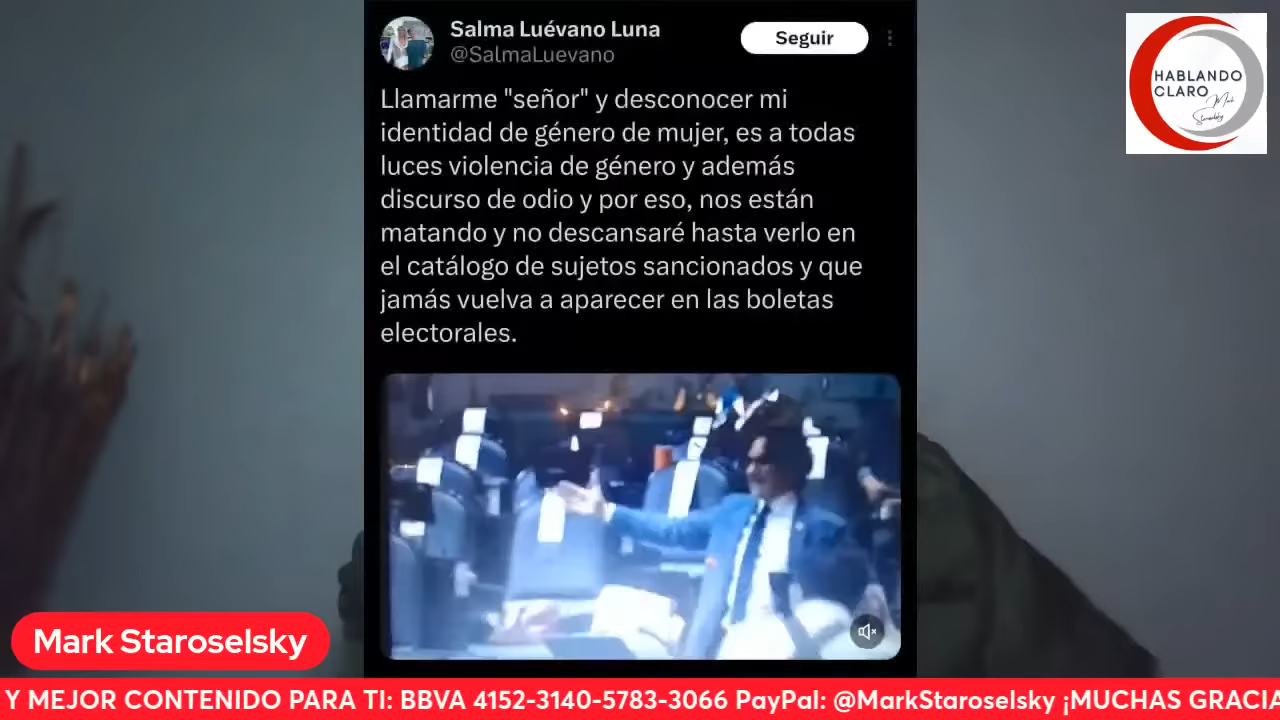 Salma Luévano Luna
@SalmaLuevano
Seguir
Llamarme "señor" y desconocer mi
identidad de género de mujer, es a todas
luces violencia de género y además
discurso de odio y por eso, nos están
matando y no descansaré hasta verlo en
el catálogo de sujetos sancionados y que
jamás vuelva a aparecer en las boletas
electorales.
HABLANDO
CLARO
Mark
Staroselsky
Mark Staroselsky
Y MEJOR CONTENIDO PARA TI: BBVA 4152-3140-5783-3066 PayPal: @MarkStaroselsky ¡MUCHAS GRACIA